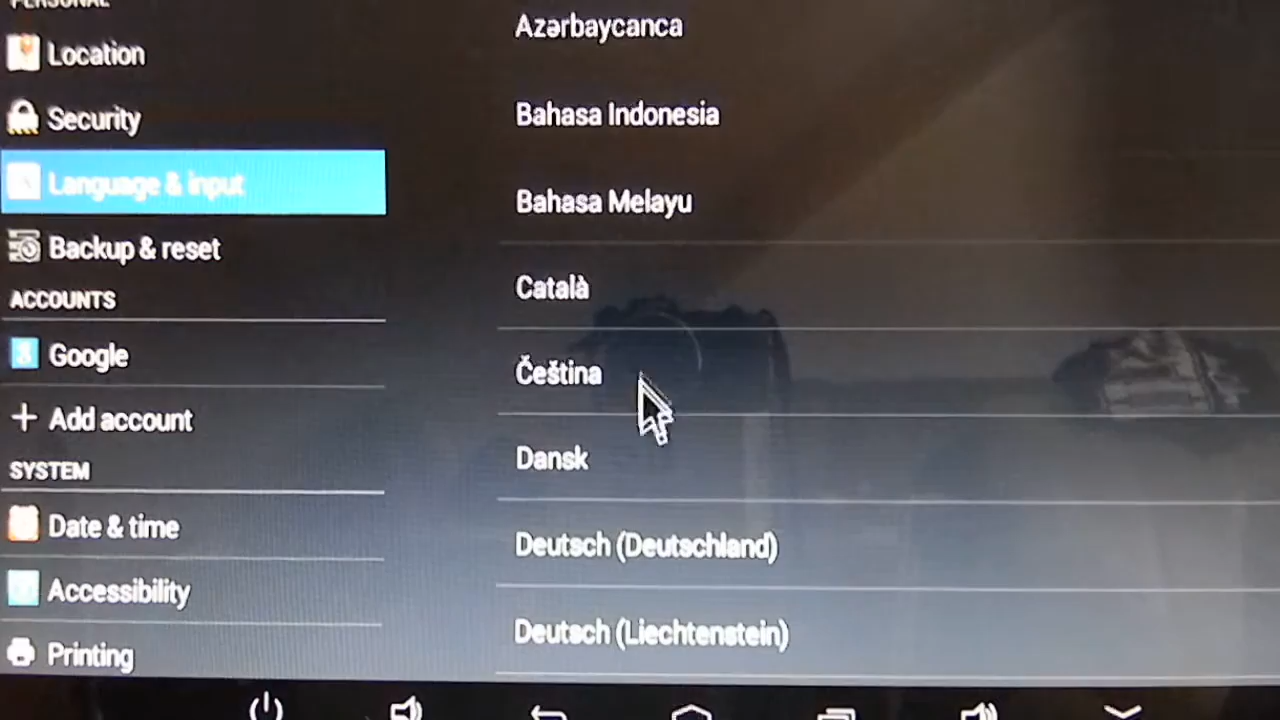 PERSONAL
Location
Security
Language & input
Backup & reset
ACCOUNTS
Google
Add account
SYSTEM
Date & time
Accessibility
Printing
Azərbaycanca
Bahasa Indonesia
Bahasa Melayu
Català
Čeština
Dansk
Deutsch (Deutschland)
Deutsch (Liechtenstein)